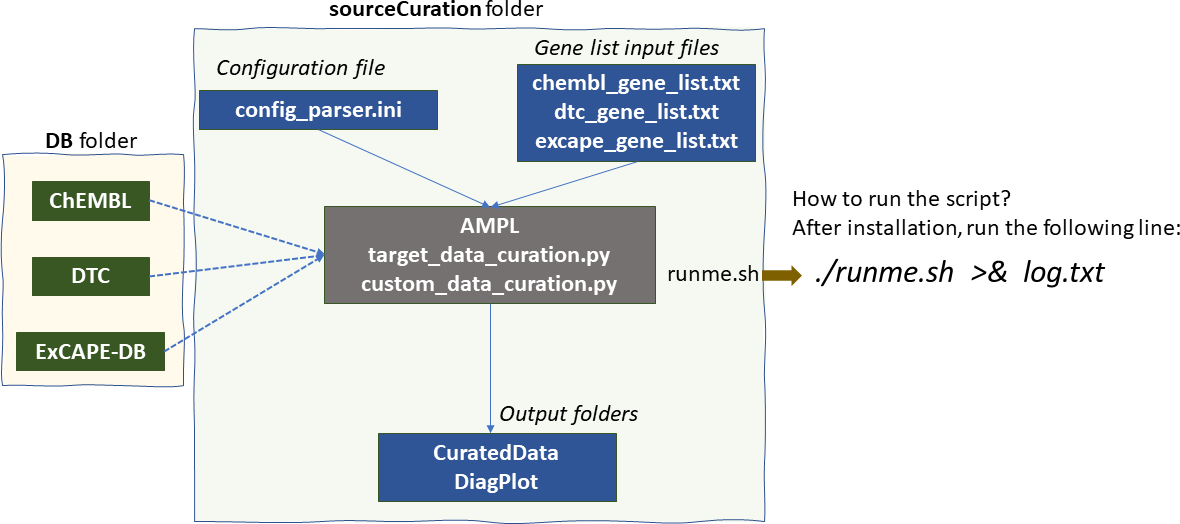 sourceCuration folder
Configuration file
config_parser.ini
Gene list input files
chembl_gene_list.txt
dtc_gene_list.txt
excape_gene_list.txt
DB folder
ChEMBL
DTC
ExCAPE-DB
AMPL
target_data_curation.py
custom_data_curation.py
runme.sh
How to run the script?
After installation, run the following line:
./runme.sh >& log.txt
Output folders
CuratedData
DiagPlot